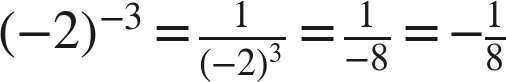 (−2)⁻³ = 1/(−2)³ = 1/−8 = −1/8